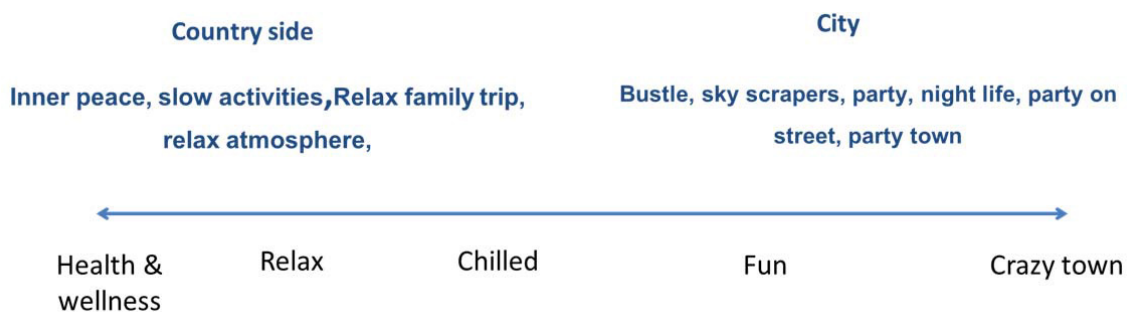 Country side
City
Inner peace, slow activities,Relax family trip,
relax atmosphere,
Bustle, sky scrapers, party, night life, party on
street, party town
Health &
wellness
Relax
Chilled
Fun
Crazy town